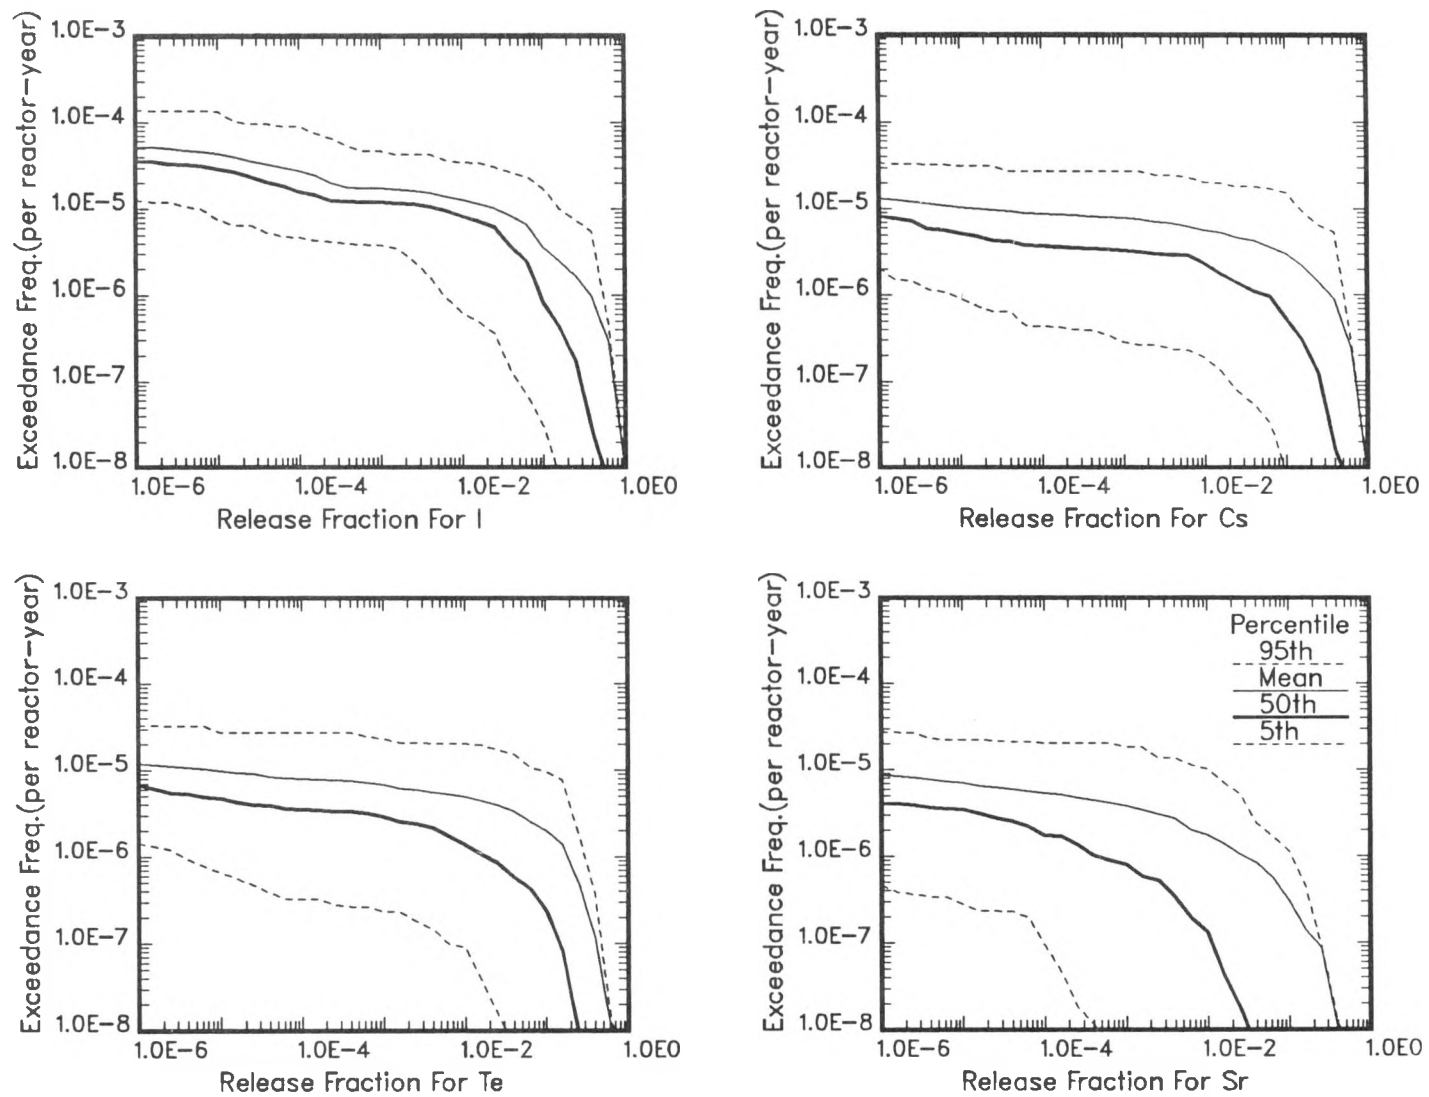 Exceedance Freq.(per reactor-year)
1.0E-3
1.0E-4
1.0E-5
1.0E-6
1.0E-7
1.0E-8
1.0E-6 1.0E-4 1.0E-2 1.0E0
Release Fraction For I
Exceedance Freq.(per reactor-year)
1.0E-3
1.0E-4
1.0E-5
1.0E-6
1.0E-7
1.0E-8
1.0E-6 1.0E-4 1.0E-2 1.0E0
Release Fraction For Cs
Exceedance Freq.(per reactor-year)
1.0E-3
1.0E-4
1.0E-5
1.0E-6
1.0E-7
1.0E-8
1.0E-6 1.0E-4 1.0E-2 1.0E0
Release Fraction For Te
Exceedance Freq.(per reactor-year)
1.0E-3
1.0E-4
1.0E-5
1.0E-6
1.0E-7
1.0E-8
Percentile
95th
Mean
50th
5th
1.0E-6 1.0E-4 1.0E-2 1.0E0
Release Fraction For Sr